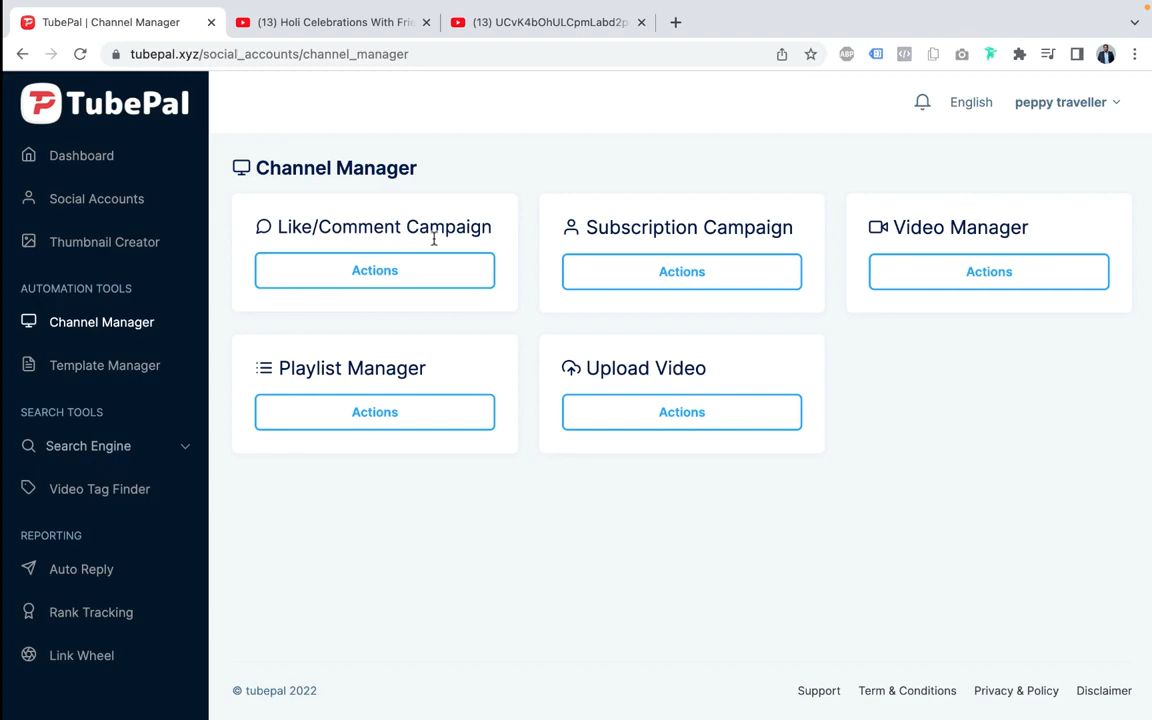 TubePal | Channel Manager
(13) Holi Celebrations With Frie
(13) UCvK4bOhULCpmLabd2p
tubepal.xyz/social_accounts/channel_manager
ABP
TubePal
English
peppy traveller
Dashboard
Social Accounts
Thumbnail Creator
AUTOMATION TOOLS
Channel Manager
Template Manager
SEARCH TOOLS
Search Engine
Video Tag Finder
REPORTING
Auto Reply
Rank Tracking
Link Wheel
Channel Manager
Like/Comment Campaign
Actions
Subscription Campaign
Actions
Video Manager
Actions
Playlist Manager
Actions
Upload Video
Actions
© tubepal 2022
Support
Term & Conditions
Privacy & Policy
Disclaimer